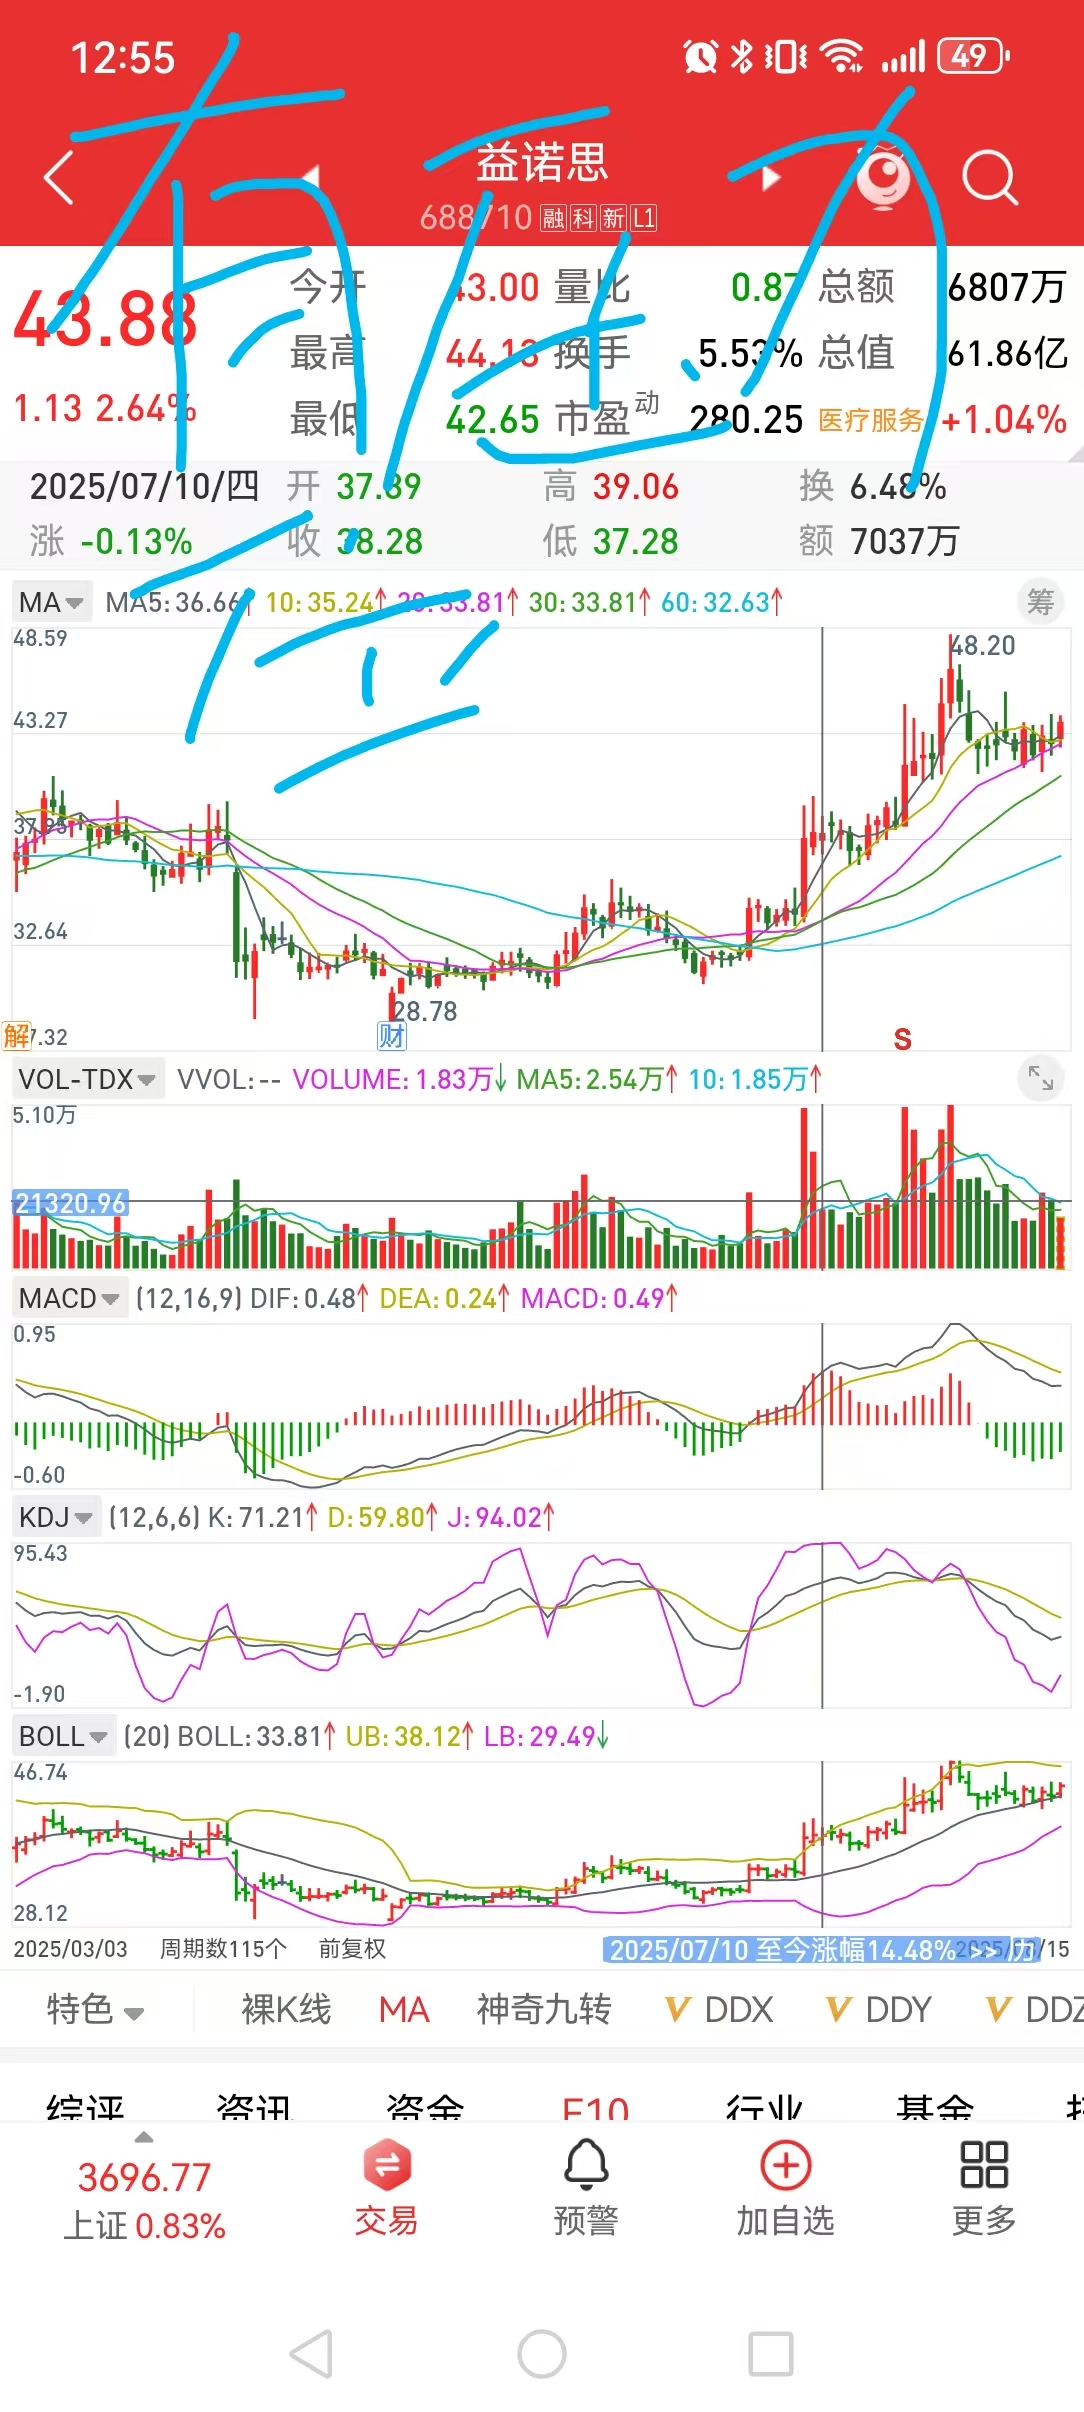 12:55 49
益诺思
688710 融 科 新 L1
43.88 今开 43.00 量比 0.87 总额 6807万
最高 44.13 换手 5.53% 总值 61.86亿
1.13 2.64% 最低 42.65 市盈动 280.25 医疗服务 +1.04%
有压力
2025/07/10/四 开 37.89 高 39.06 换 6.48%
涨 -0.13% 收 38.28 低 37.28 额 7037万
MA MA5:36.66↑ 10:35.24↑ 20:33.81↑ 30:33.81↑ 60:32.63↑ 筹
48.59
48.20
43.27
37.95
32.64
28.78
解 7.32 财 S
VOL-TDX VVOL:-- VOLUME:1.83万↓ MA5:2.54万↑ 10:1.85万↑
5.10万
21320.96
MACD (12,16,9) DIF:0.48↑ DEA:0.24↑ MACD:0.49↑
0.95
-0.60
KDJ (12,6,6) K:71.21↑ D:59.80↑ J:94.02↑
95.43
-1.90
BOLL (20) BOLL:33.81↑ UB:38.12↑ LB:29.49↓
46.74
28.12
2025/03/03 周期数115个 前复权 2025/07/10 至今涨幅14.48% >> /15
特色 裸K线 MA 神奇九转 V DDX V DDY V DDZ
综评 资讯 资金 F10 行业 基金
3696.77
上证 0.83% 交易 预警 加自选 更多